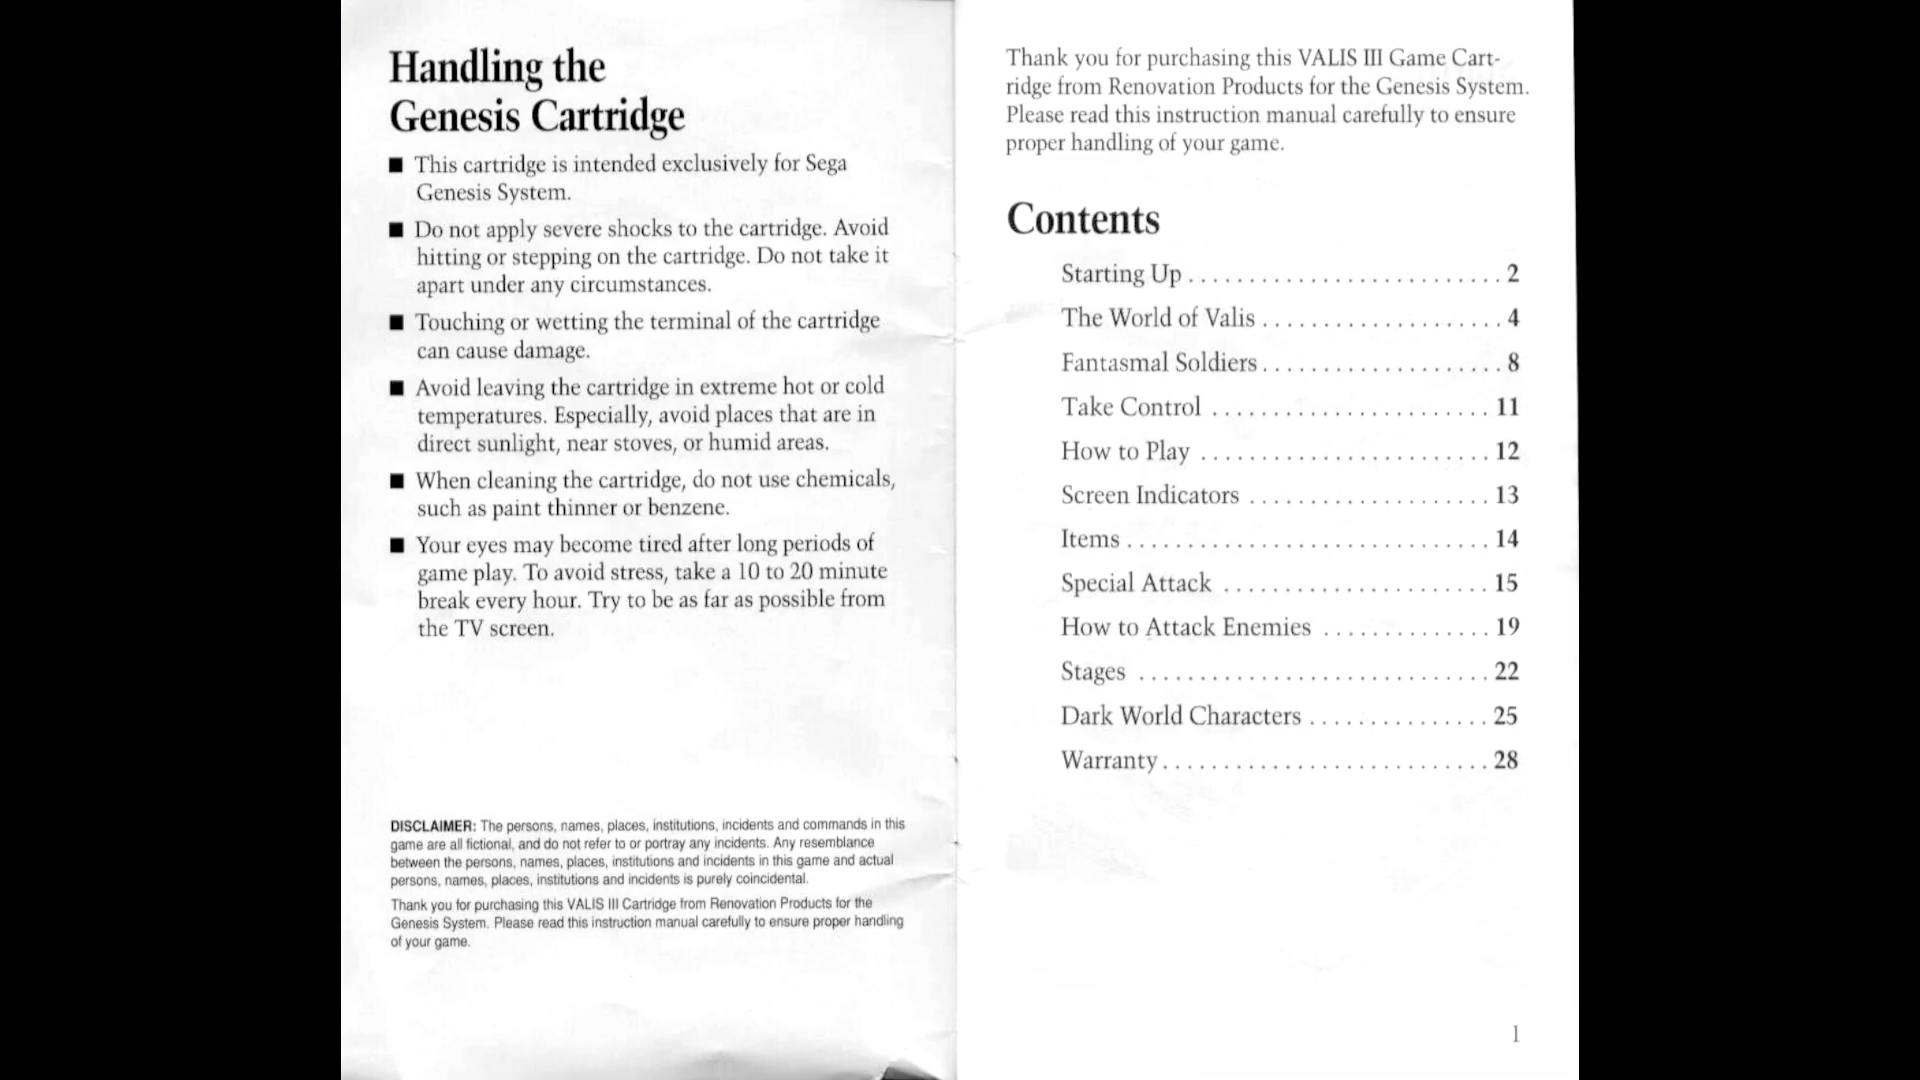 Handling the
Genesis Cartridge
■ This cartridge is intended exclusively for Sega
Genesis System.
■ Do not apply severe shocks to the cartridge. Avoid
hitting or stepping on the cartridge. Do not take it
apart under any circumstances.
■ Touching or wetting the terminal of the cartridge
can cause damage.
■ Avoid leaving the cartridge in extreme hot or cold
temperatures. Especially, avoid places that are in
direct sunlight, near stoves, or humid areas.
■ When cleaning the cartridge, do not use chemicals,
such as paint thinner or benzene.
■ Your eyes may become tired after long periods of
game play. To avoid stress, take a 10 to 20 minute
break every hour. Try to be as far as possible from
the TV screen.
DISCLAIMER: The persons, names, places, institutions, incidents and commands in this
game are all fictional, and do not refer to or portray any incidents. Any resemblance
between the persons, names, places, institutions and incidents in this game and actual
persons, names, places, institutions and incidents is purely coincidental.
Thank you for purchasing this VALIS III Cartridge from Renovation Products for the
Genesis System. Please read this instruction manual carefully to ensure proper handling
of your game.
Thank you for purchasing this VALIS III Game Cart-
ridge from Renovation Products for the Genesis System.
Please read this instruction manual carefully to ensure
proper handling of your game.
Contents
Starting Up . . . . . . . . . . . . . . . . . . . . . . . . . . 2
The World of Valis . . . . . . . . . . . . . . . . . . . . 4
Fantasmal Soldiers . . . . . . . . . . . . . . . . . . . . 8
Take Control . . . . . . . . . . . . . . . . . . . . . . . 11
How to Play . . . . . . . . . . . . . . . . . . . . . . . . 12
Screen Indicators . . . . . . . . . . . . . . . . . . . . 13
Items . . . . . . . . . . . . . . . . . . . . . . . . . . . . . . 14
Special Attack . . . . . . . . . . . . . . . . . . . . . . 15
How to Attack Enemies . . . . . . . . . . . . . . 19
Stages . . . . . . . . . . . . . . . . . . . . . . . . . . . . . 22
Dark World Characters . . . . . . . . . . . . . . . 25
Warranty . . . . . . . . . . . . . . . . . . . . . . . . . . . 28
1